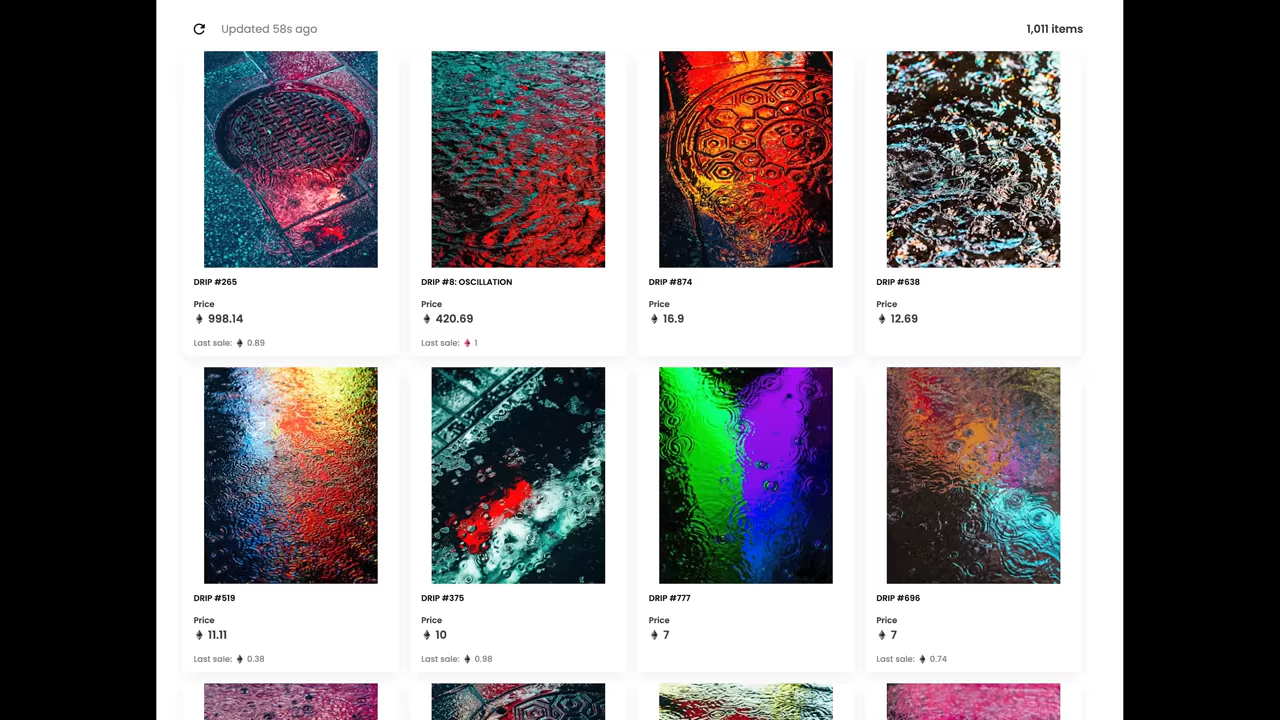 Updated 58s ago
1,011 items
DRIP #265
Price
998.14
Last sale: 0.89
DRIP #8: OSCILLATION
Price
420.69
Last sale: 1
DRIP #874
Price
16.9
DRIP #638
Price
12.69
DRIP #519
Price
11.11
Last sale: 0.38
DRIP #375
Price
10
Last sale: 0.98
DRIP #777
Price
7
DRIP #696
Price
7
Last sale: 0.74